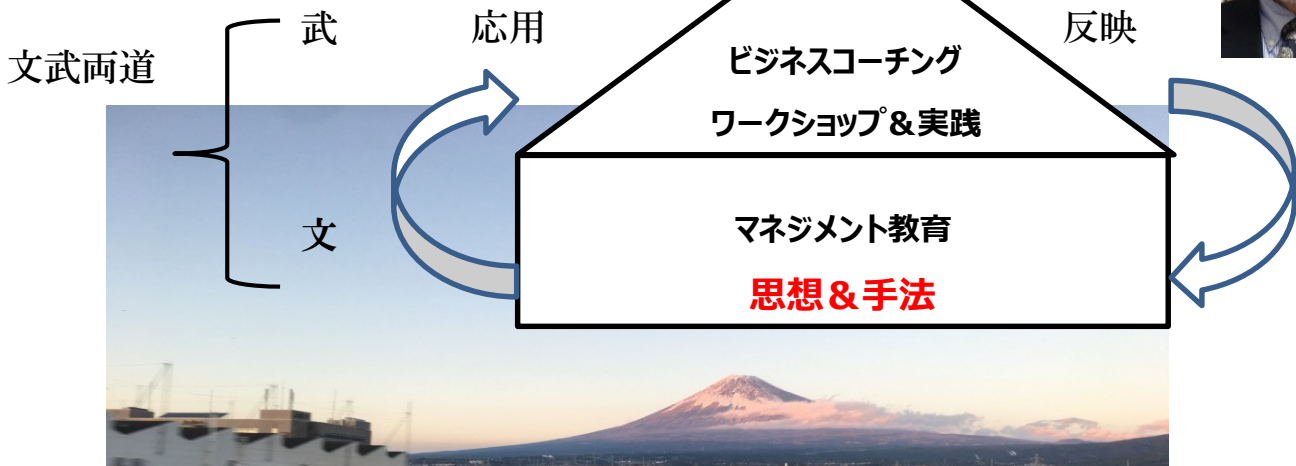 武
応用
反映
文武両道
ビジネスコーチング
ワークショップ＆実践
文
マネジメント教育
思想＆手法